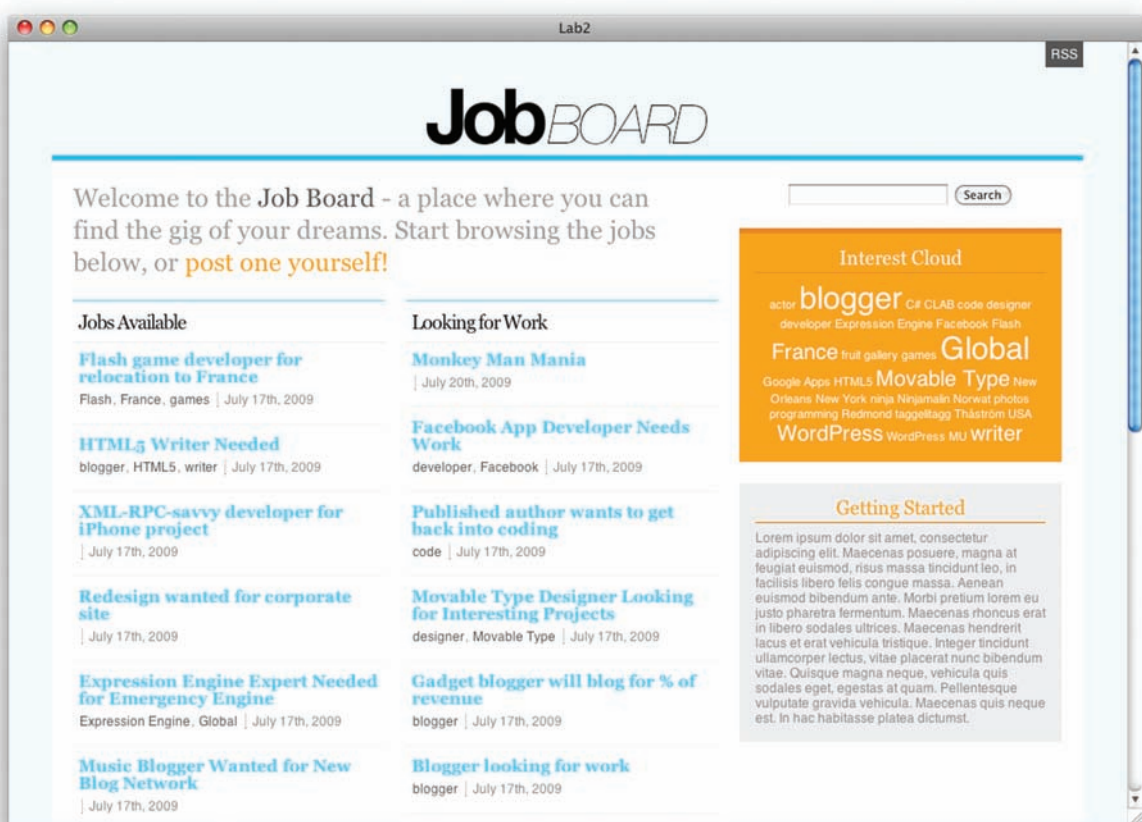 Lab2
RSS
JobBOARD
Welcome to the Job Board - a place where you can
find the gig of your dreams. Start browsing the jobs
below, or post one yourself!
Jobs Available
Flash game developer for
relocation to France
Flash, France, games | July 17th, 2009
HTML5 Writer Needed
blogger, HTML5, writer | July 17th, 2009
XML-RPC-savvy developer for
iPhone project
| July 17th, 2009
Redesign wanted for corporate
site
| July 17th, 2009
Expression Engine Expert Needed
for Emergency Engine
Expression Engine, Global | July 17th, 2009
Music Blogger Wanted for New
Blog Network
| July 17th, 2009
Looking for Work
Monkey Man Mania
| July 20th, 2009
Facebook App Developer Needs
Work
developer, Facebook | July 17th, 2009
Published author wants to get
back into coding
code | July 17th, 2009
Movable Type Designer Looking
for Interesting Projects
designer, Movable Type | July 17th, 2009
Gadget blogger will blog for % of
revenue
blogger | July 17th, 2009
Blogger looking for work
blogger | July 17th, 2009
Search
Interest Cloud
actor blogger C# CLAB code designer
developer Expression Engine Facebook Flash
France fruit gallery games Global
Google Apps HTML5 Movable Type New
Orleans New York ninja Ninjamalin Norwat photos
programming Redmond taggelitagg Thåström USA
WordPress WordPress MU writer
Getting Started
Lorem ipsum dolor sit amet, consectetur
adipiscing elit. Maecenas posuere, magna at
feugiat euismod, risus massa tincidunt leo, in
facilisis libero felis congue massa. Aenean
euismod bibendum ante. Morbi pretium lorem eu
justo pharetra fermentum. Maecenas rhoncus erat
in libero sodales ultrices. Maecenas hendrerit
lacus et erat vehicula tristique. Integer tincidunt
ullamcorper lectus, vitae placerat nunc bibendum
vitae. Quisque magna neque, vehicula quis
sodales eget, egestas at quam. Pellentesque
vulputate gravida vehicula. Maecenas quis neque
est. In hac habitasse platea dictumst.